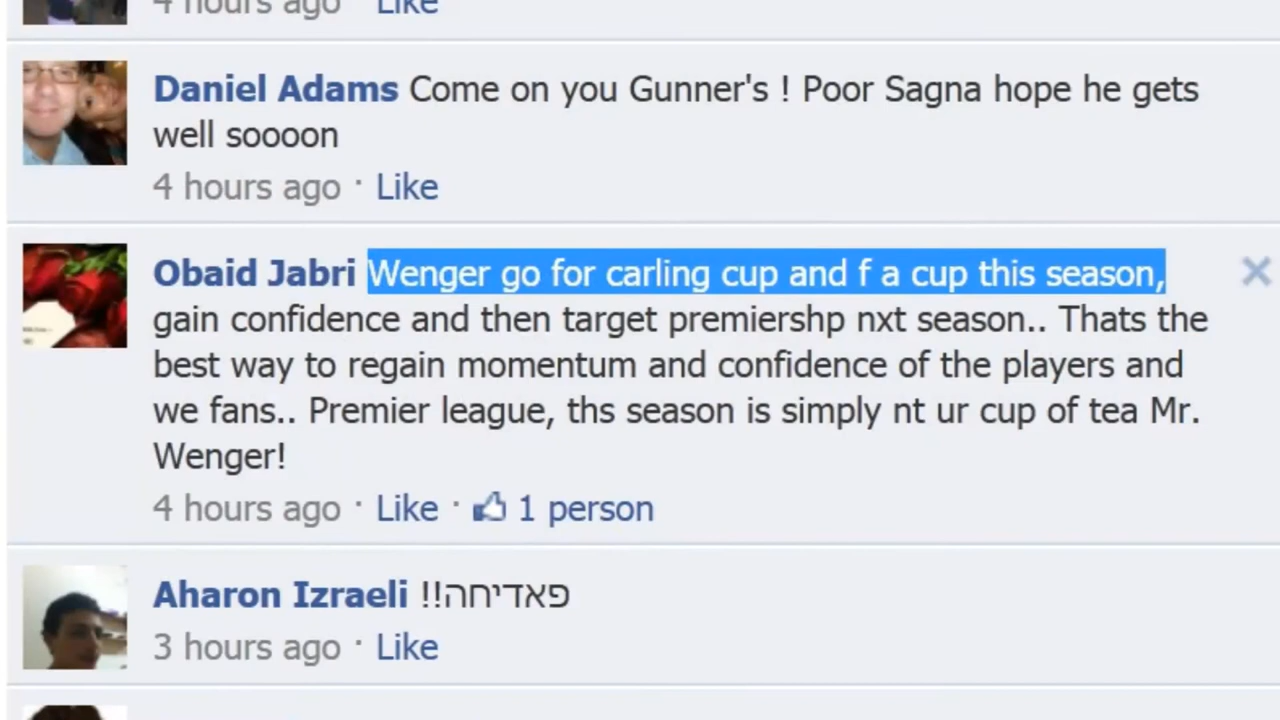 4 hours ago Like
Daniel Adams Come on you Gunner's ! Poor Sagna hope he gets
well soooon
4 hours ago · Like
Obaid Jabri Wenger go for carling cup and f a cup this season,
gain confidence and then target premiershp nxt season.. Thats the
best way to regain momentum and confidence of the players and
we fans.. Premier league, ths season is simply nt ur cup of tea Mr.
Wenger!
4 hours ago · Like · 1 person
Aharon Izraeli פאדיחה!!
3 hours ago · Like